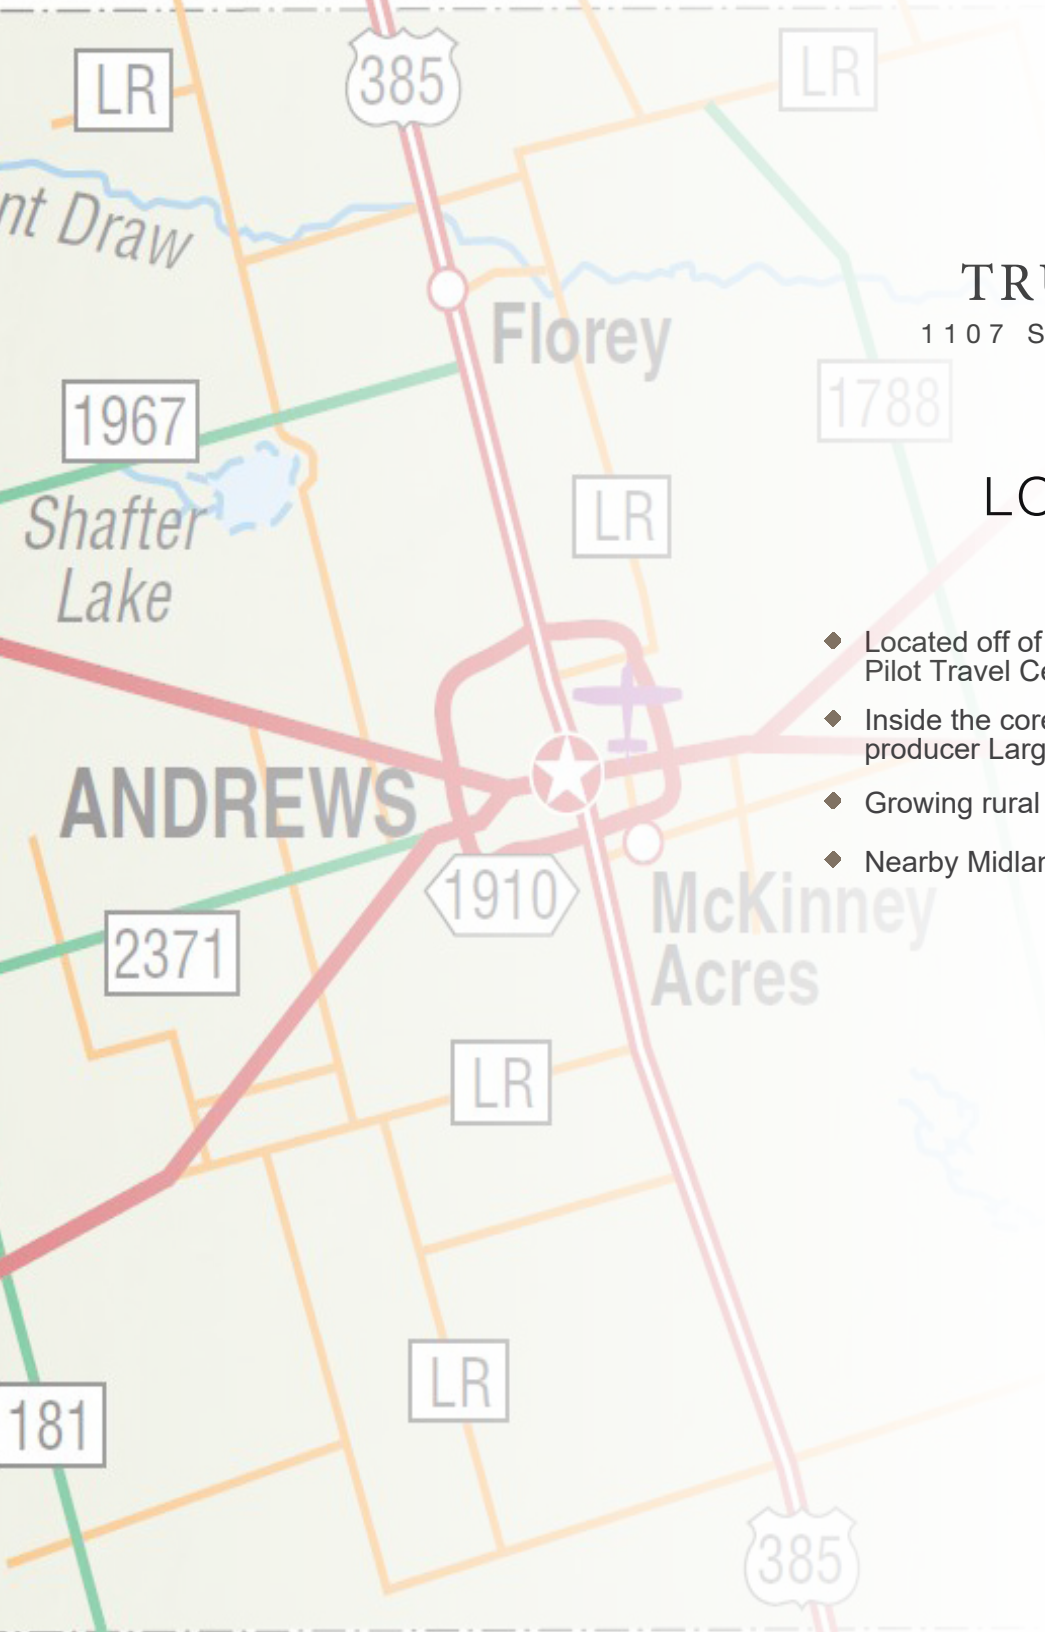 LR
385
LR
nt Draw
TRU
1107 S
Florey
1967
1788
Shafter
Lake
LR
LO
Located off of
Pilot Travel Ce
Inside the core
producer Larg
Growing rural
Nearby Midlan
ANDREWS
1910
McKinney
Acres
2371
LR
LR
181
385